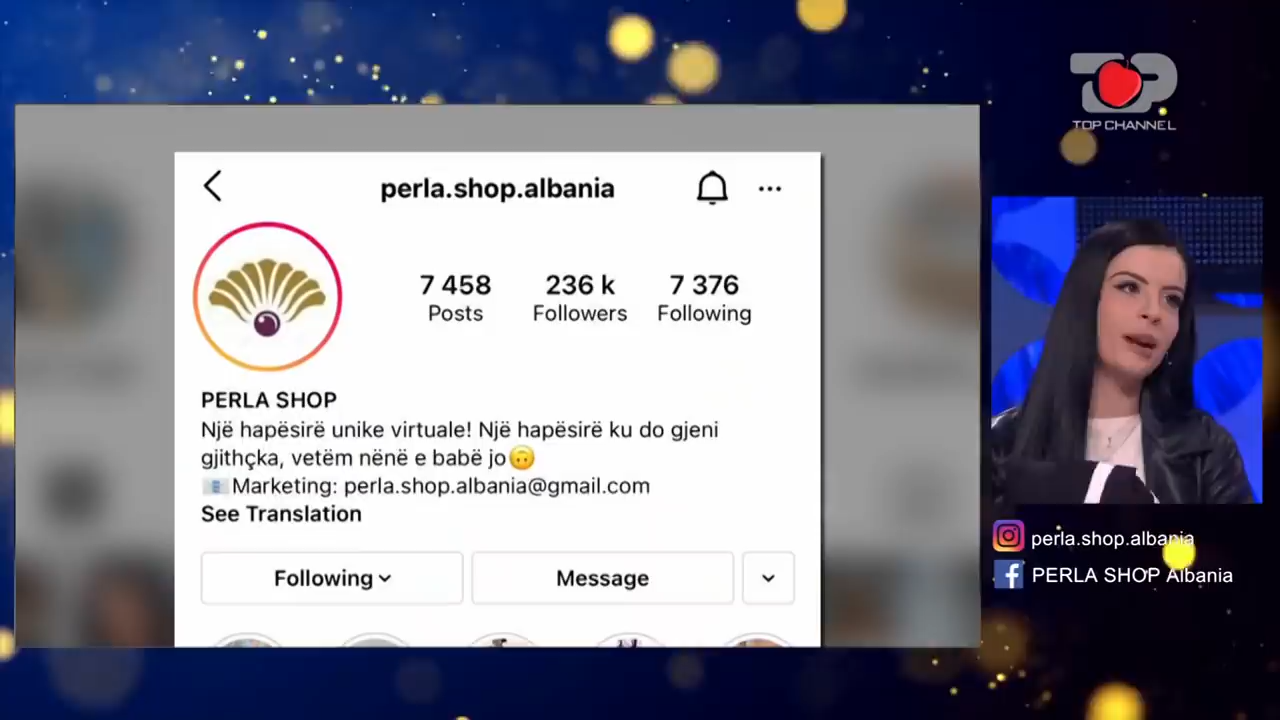 TOP
TOP CHANNEL
perla.shop.albania
7 458
Posts
236 k
Followers
7 376
Following
PERLA SHOP
Një hapësirë unike virtuale! Një hapësirë ku do gjeni
gjithçka, vetëm nënë e babë jo🙃
📧Marketing: perla.shop.albania@gmail.com
See Translation
Following
Message
perla.shop.albania
PERLA SHOP Albania